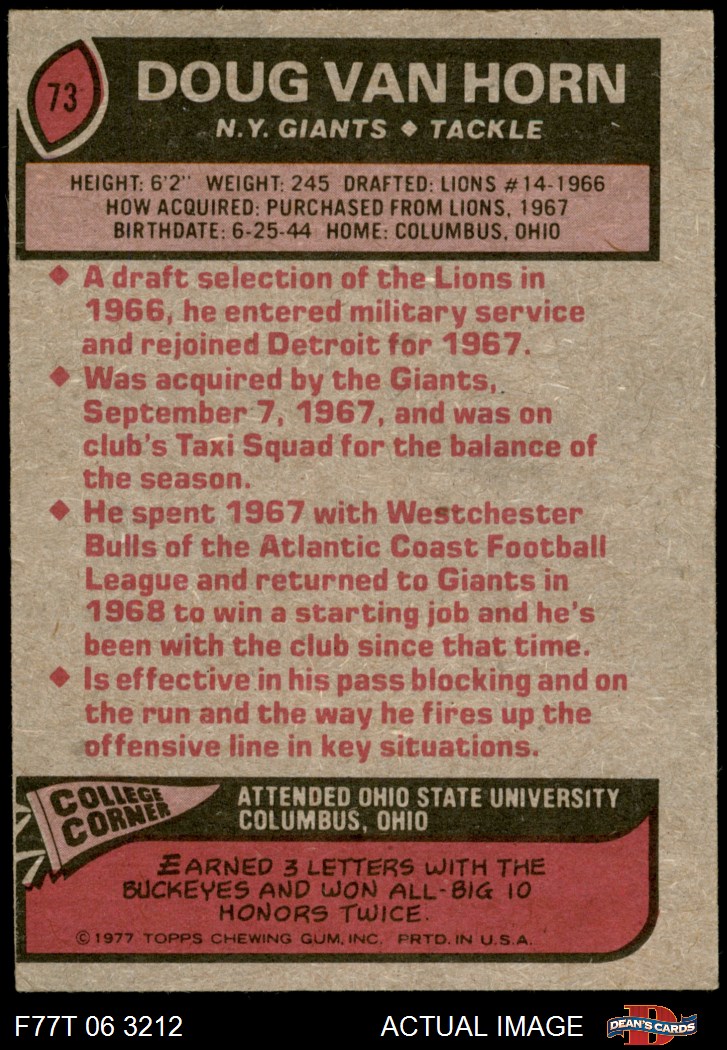 73
DOUG VAN HORN
N.Y. GIANTS ◆ TACKLE
HEIGHT: 6'2" WEIGHT: 245 DRAFTED: LIONS #14-1966
HOW ACQUIRED: PURCHASED FROM LIONS, 1967
BIRTHDATE: 6-25-44 HOME: COLUMBUS, OHIO
◆ A draft selection of the Lions in
1966, he entered military service
and rejoined Detroit for 1967.
◆ Was acquired by the Giants,
September 7, 1967, and was on
club's Taxi Squad for the balance of
the season.
◆ He spent 1967 with Westchester
Bulls of the Atlantic Coast Football
League and returned to Giants in
1968 to win a starting job and he's
been with the club since that time.
◆ Is effective in his pass blocking and on
the run and the way he fires up the
offensive line in key situations.
COLLEGE
CORNER
ATTENDED OHIO STATE UNIVERSITY
COLUMBUS, OHIO
EARNED 3 LETTERS WITH THE
BUCKEYES AND WON ALL-BIG 10
HONORS TWICE.
©1977 TOPPS CHEWING GUM, INC. PRTD. IN U.S.A.
F77T 06 3212
ACTUAL IMAGE
D
DEAN'S CARDS